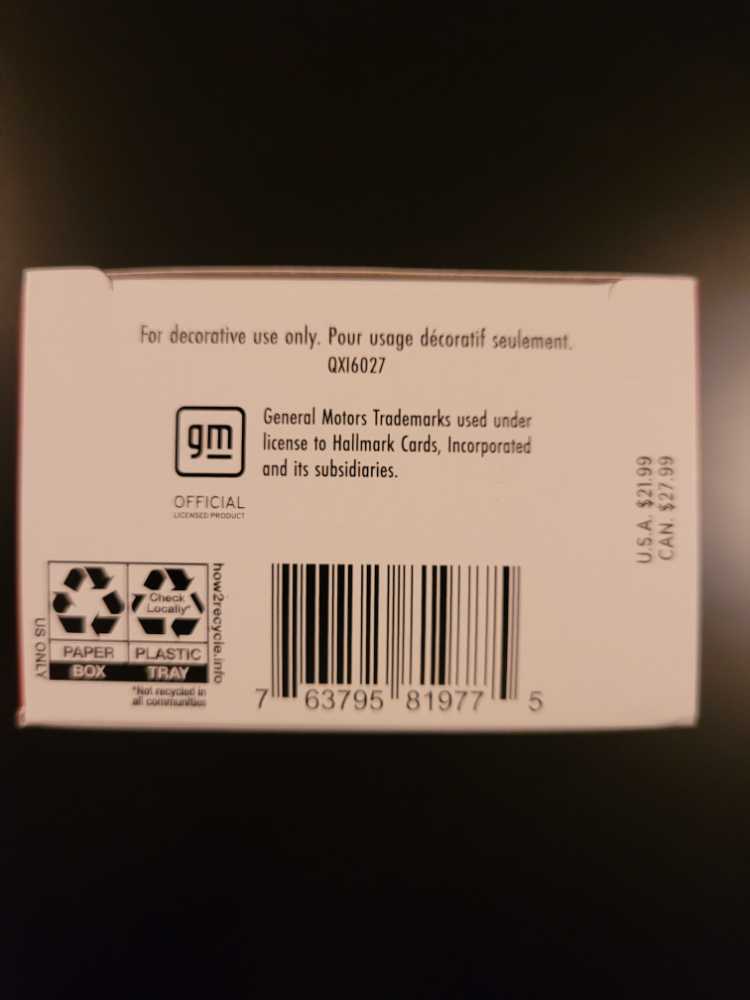 For decorative use only. Pour usage décoratif seulement.
QXI6027
gm
General Motors Trademarks used under
license to Hallmark Cards, Incorporated
and its subsidiaries.
OFFICIAL
LICENSED PRODUCT
U.S.A. $21.99
CAN. $27.99
US ONLY
Check
Locally*
PAPER
BOX
PLASTIC
TRAY
*Not recycled in
all communities
how2recycle.info
7 63795 81977 5